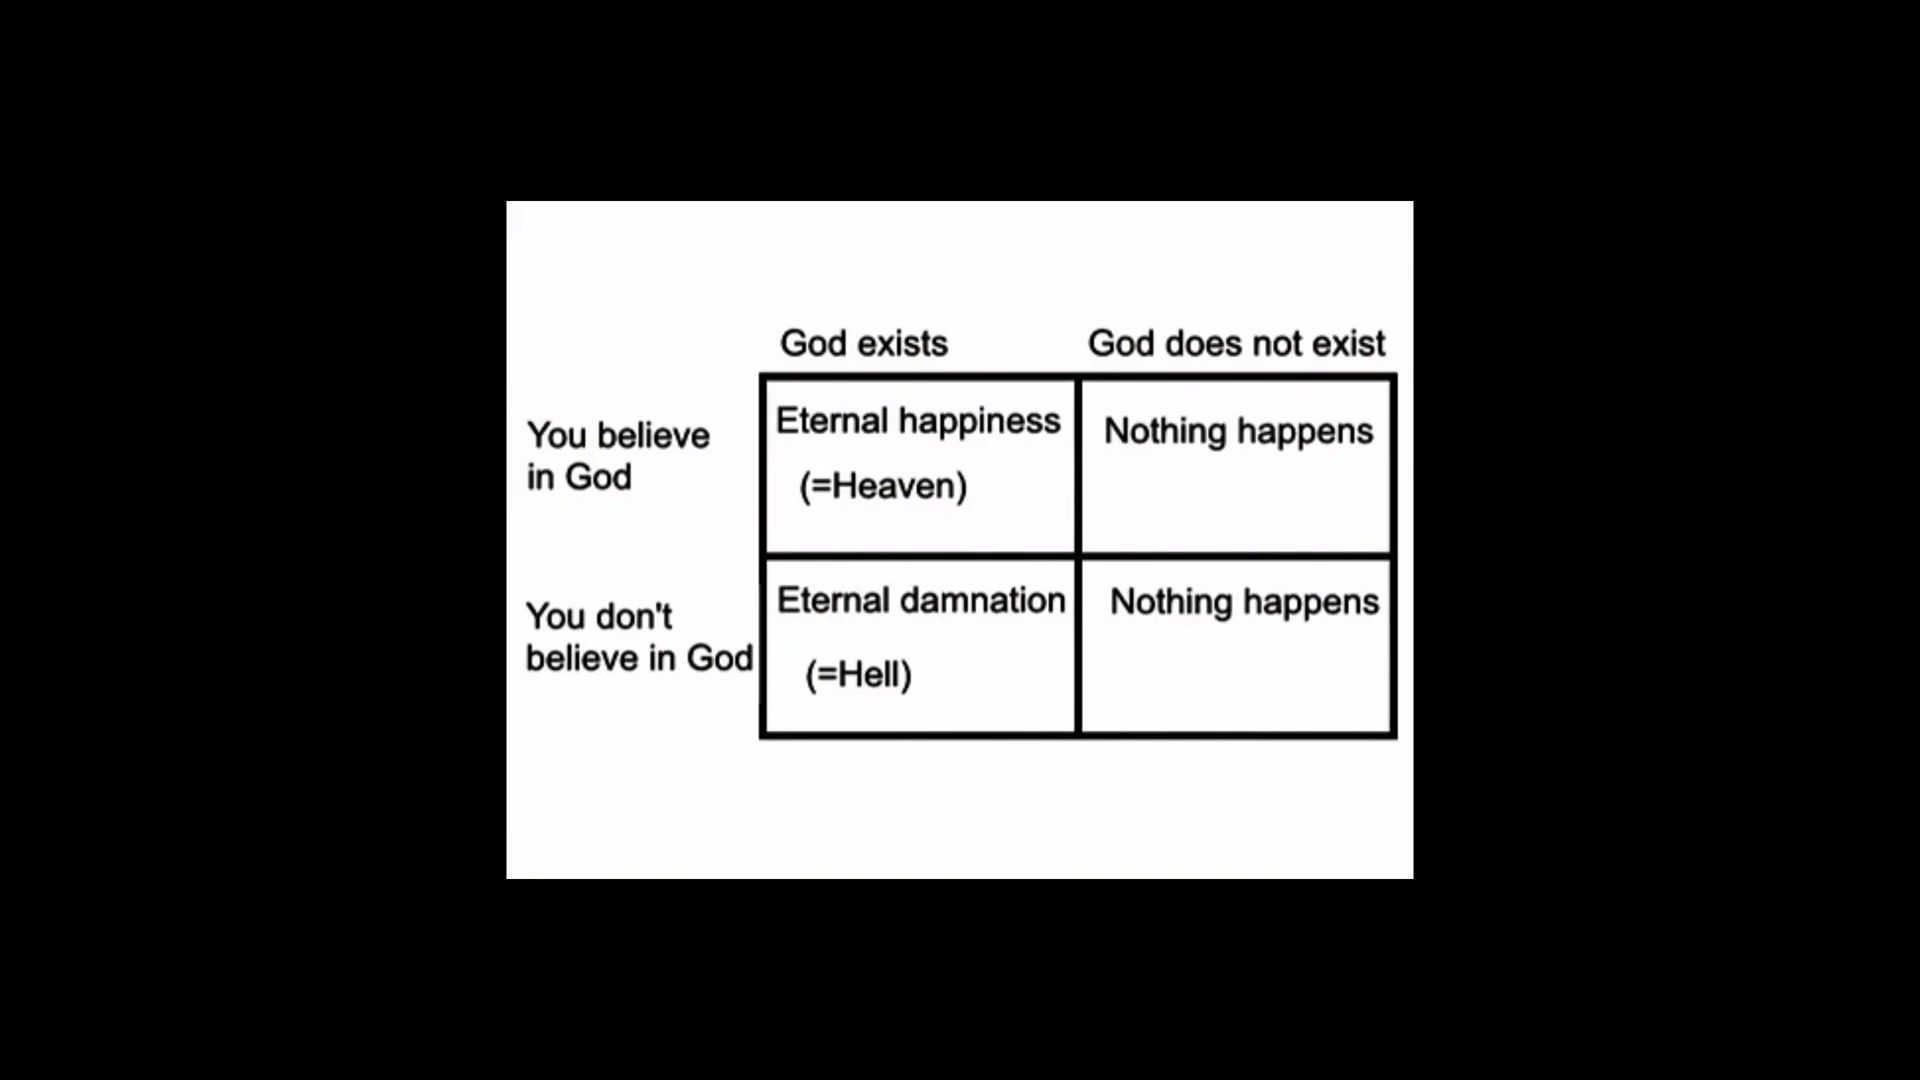 God exists
God does not exist
You believe
in God
Eternal happiness
(=Heaven)
Nothing happens
You don't
believe in God
Eternal damnation
(=Hell)
Nothing happens